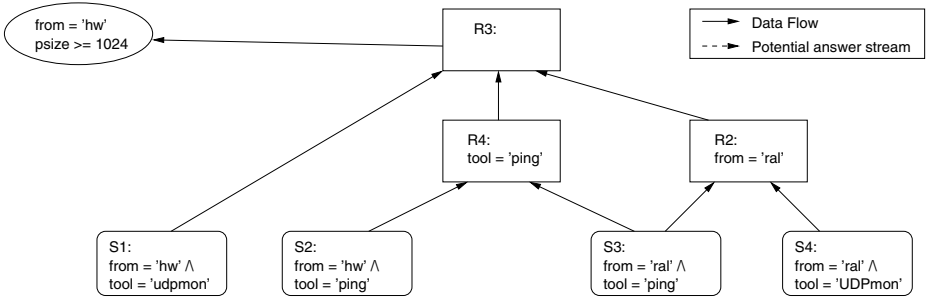 from = 'hw'
psize >= 1024
R3:
Data Flow
Potential answer stream
R4:
tool = 'ping'
R2:
from = 'ral'
S1:
from = 'hw' /\
tool = 'udpmon'
S2:
from = 'hw' /\
tool = 'ping'
S3:
from = 'ral' /\
tool = 'ping'
S4:
from = 'ral' /\
tool = 'UDPmon'